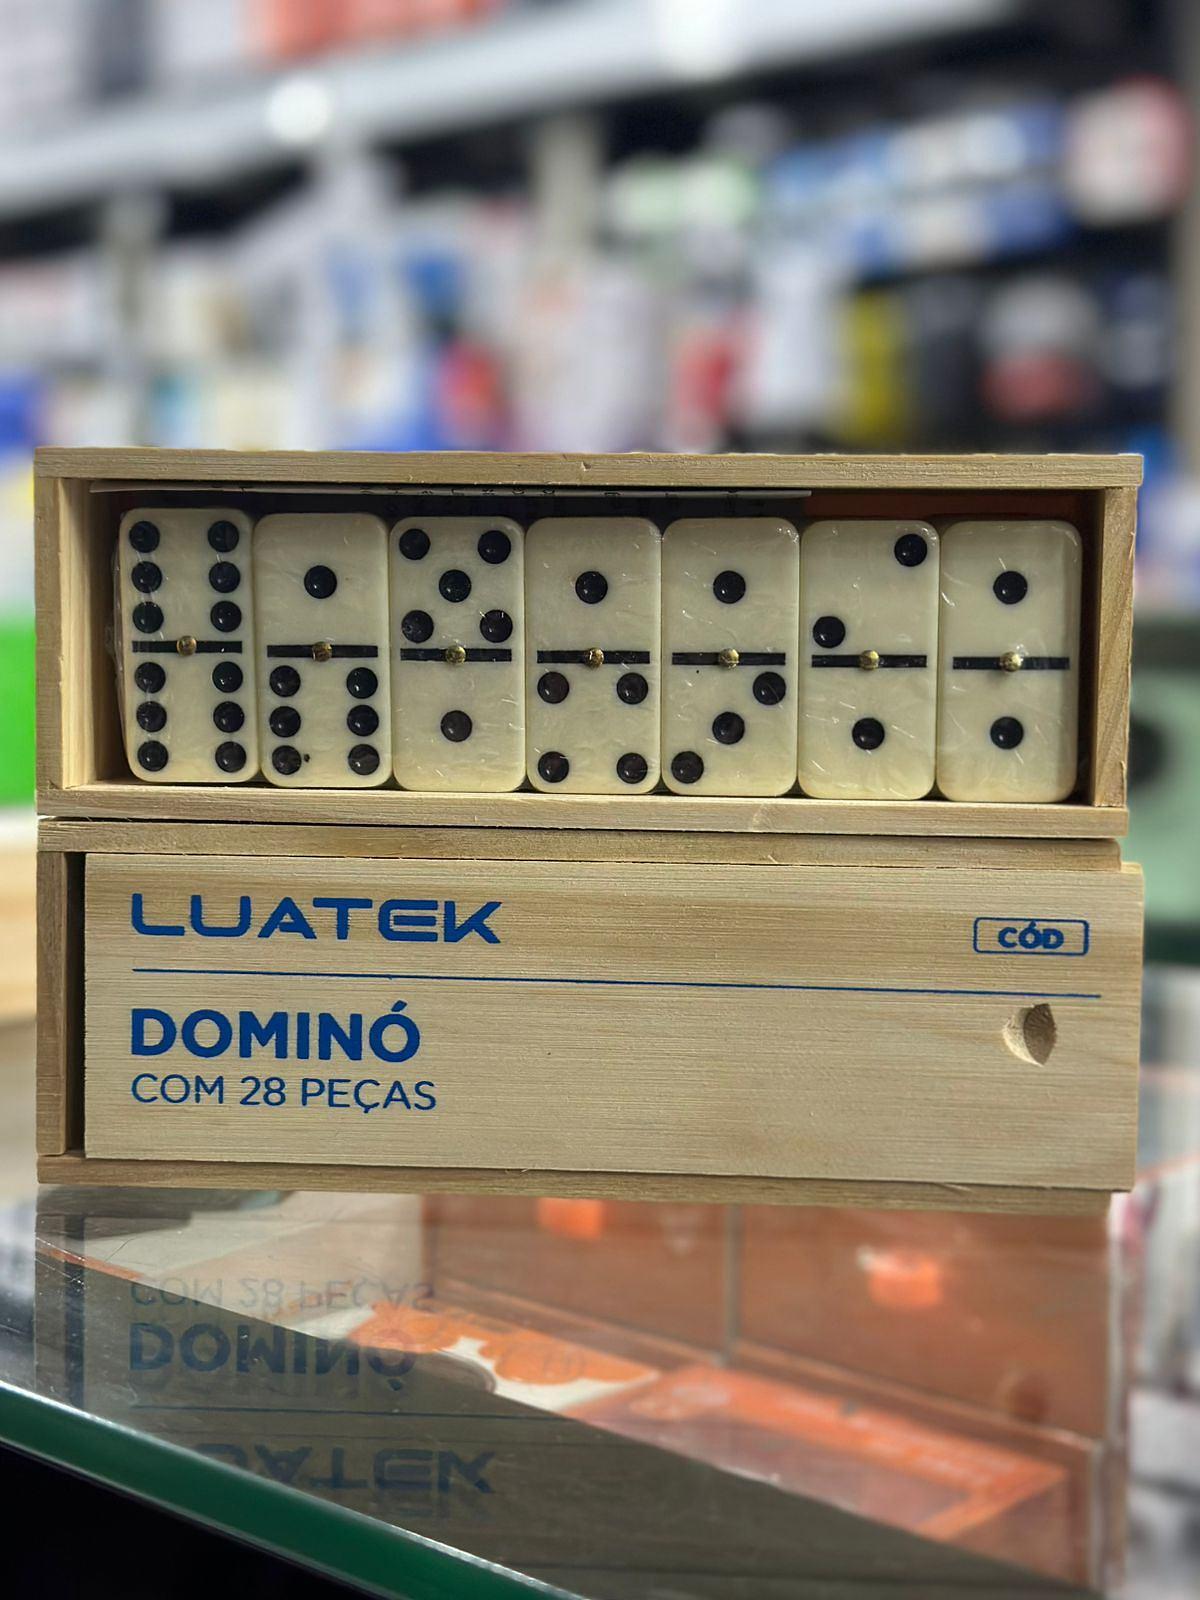 LUATEK
CÓD
DOMINÓ
COM 28 PEÇAS